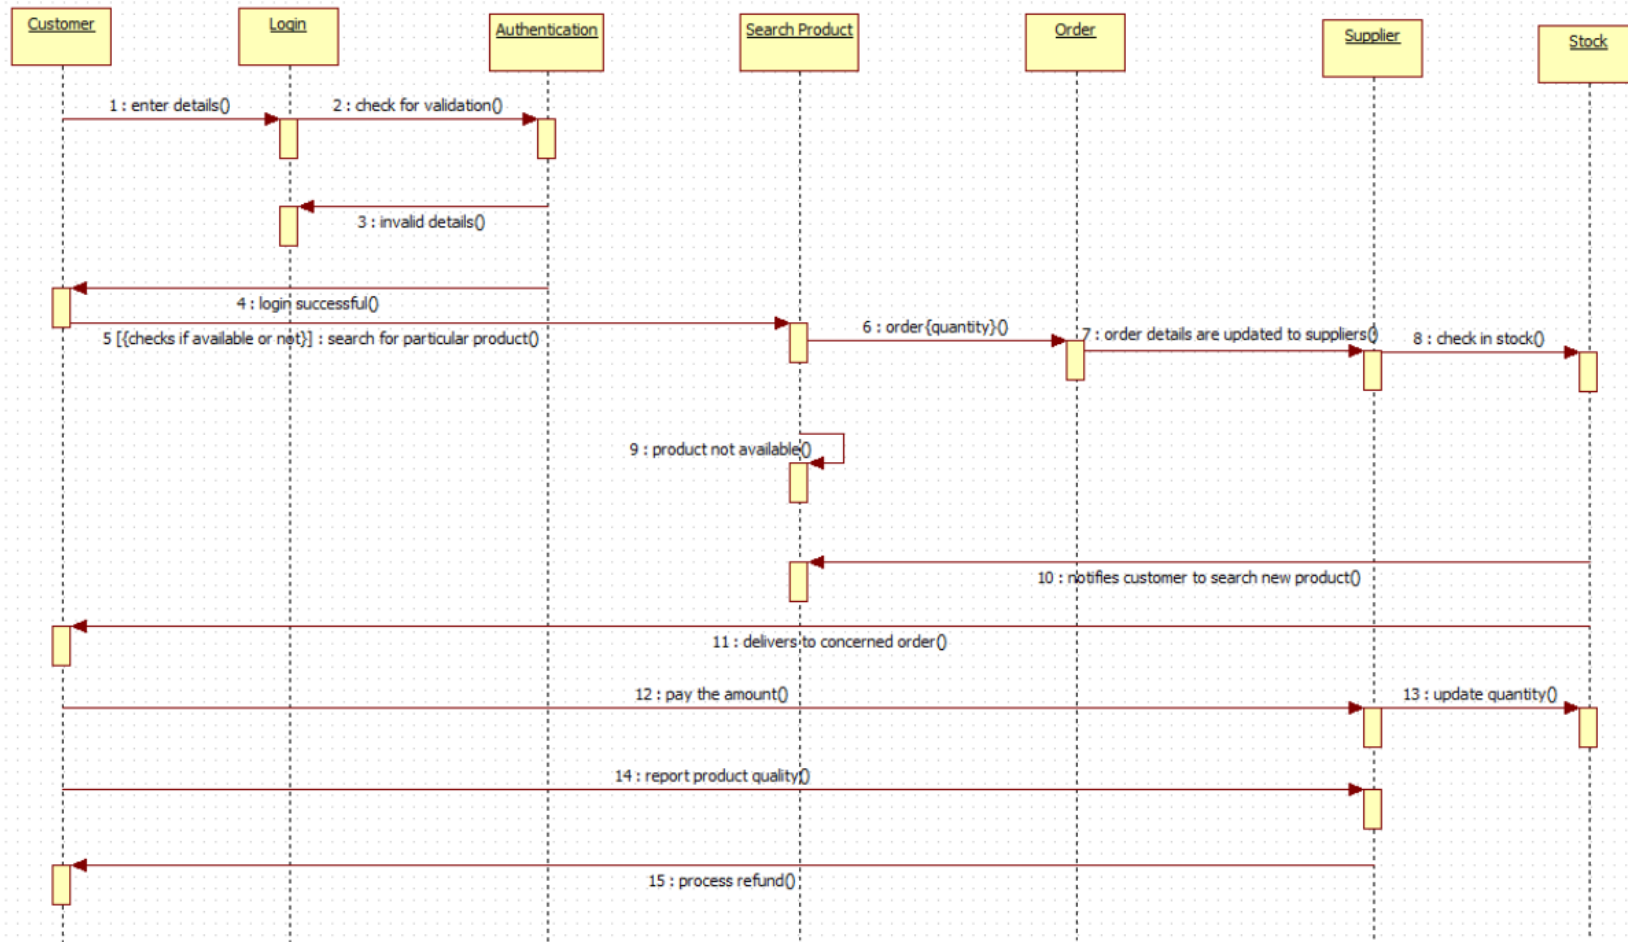 Customer
Login
Authentication
Search Product
Order
Supplier
Stock
1 : enter details()
2 : check for validation()
3 : invalid details()
4 : login successful()
5 [{checks if available or not}] : search for particular product()
6 : order{quantity}()
7 : order details are updated to suppliers()
8 : check in stock()
9 : product not available()
10 : notifies customer to search new product()
11 : delivers to concerned order()
12 : pay the amount()
13 : update quantity()
14 : report product quality()
15 : process refund()